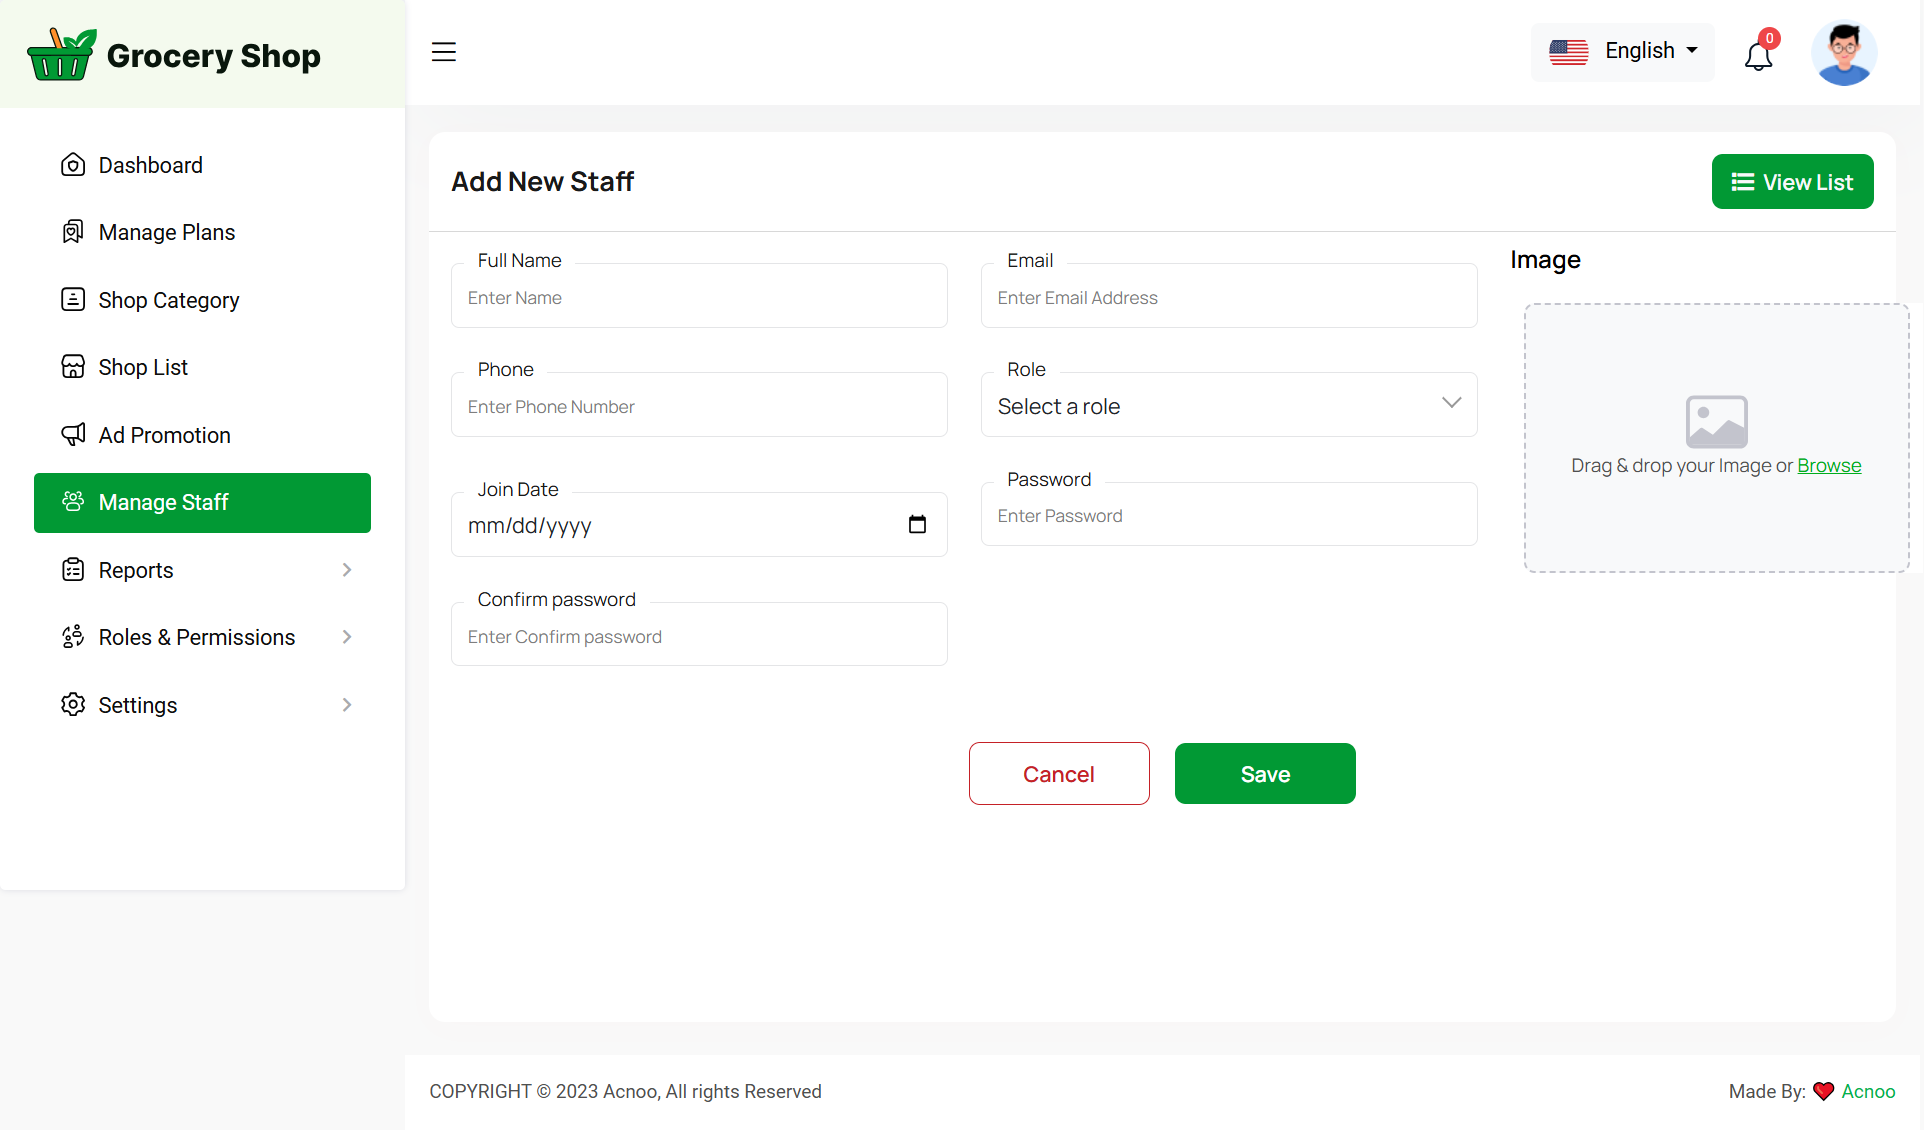 Grocery Shop
English
0
Dashboard
Manage Plans
Shop Category
Shop List
Ad Promotion
Manage Staff
Reports
Roles & Permissions
Settings
Add New Staff
View List
Full Name
Enter Name
Email
Enter Email Address
Image
Phone
Enter Phone Number
Role
Select a role
Drag & drop your Image or Browse
Join Date
mm/dd/yyyy
Password
Enter Password
Confirm password
Enter Confirm password
Cancel
Save
COPYRIGHT © 2023 Acnoo, All rights Reserved
Made By: ❤️ Acnoo